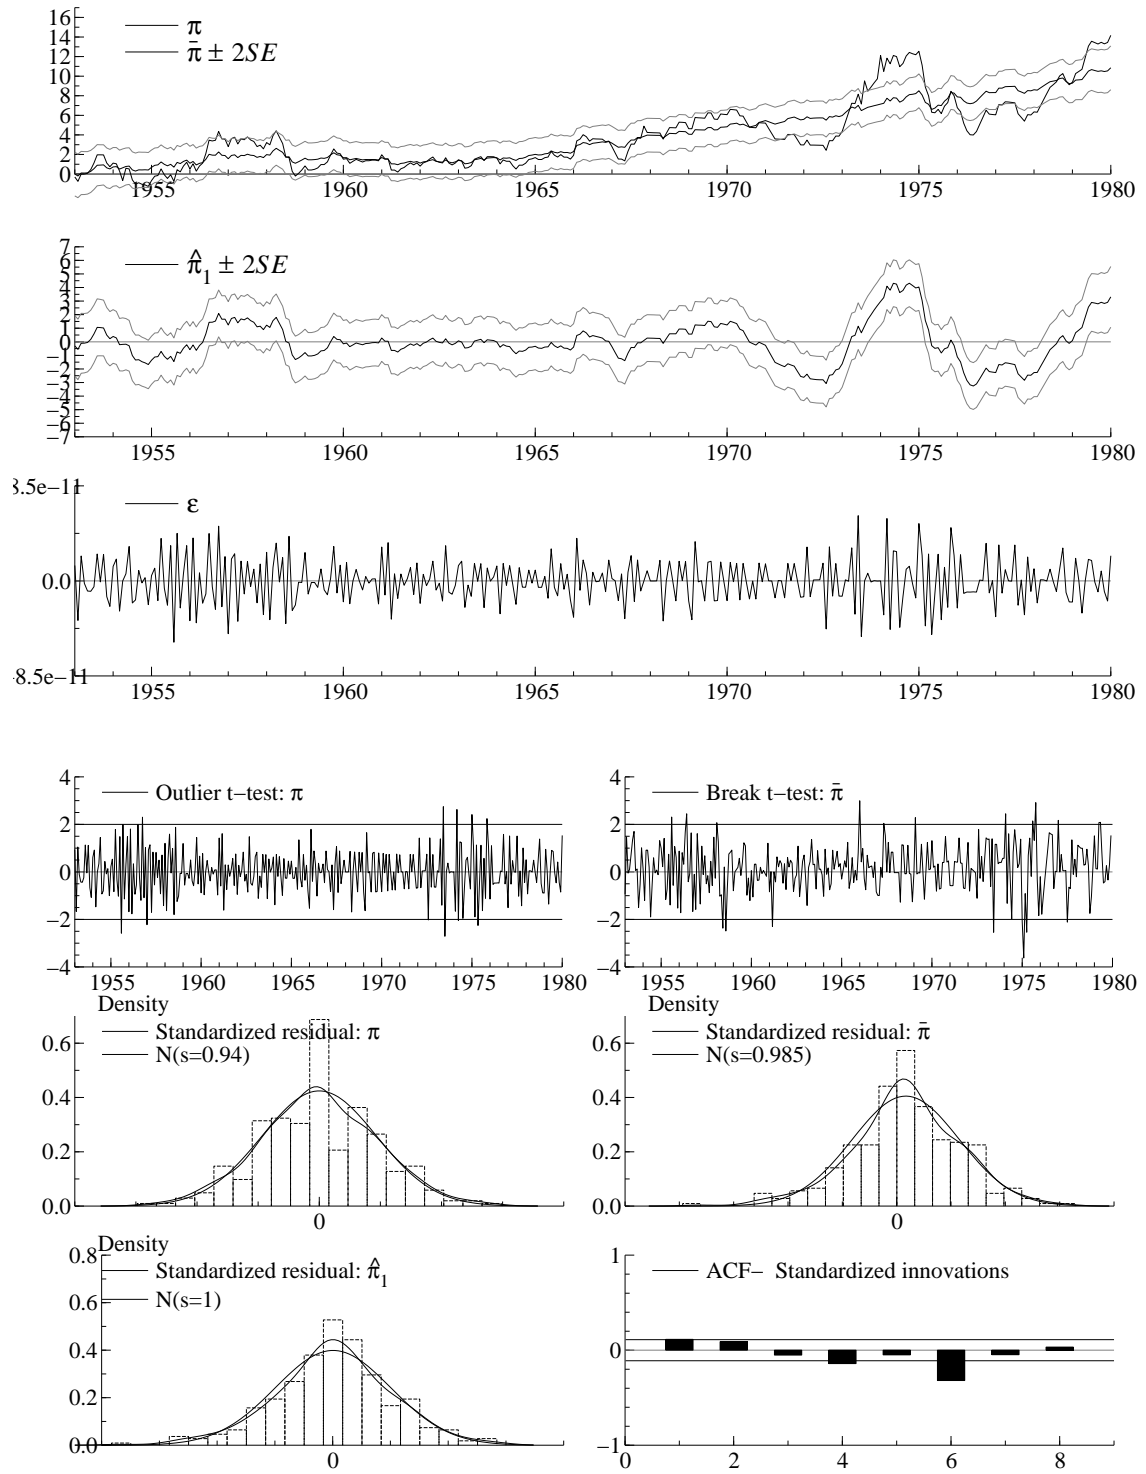 16
14
12
10
8
6
4
2
0
π
π̄ ± 2SE
1955 1960 1965 1970 1975 1980
7
6
5
4
3
2
1
0
−1
−2
−3
−4
−5
−6
−7
π̂1 ± 2SE
1955 1960 1965 1970 1975 1980
8.5e−11
0.0
-8.5e−11
ε
1955 1960 1965 1970 1975 1980
4
2
0
−2
−4
Outlier t−test: π
1955 1960 1965 1970 1975 1980
4
2
0
−2
−4
Break t−test: π̄
1955 1960 1965 1970 1975 1980
Density
0.6
0.4
0.2
0.0
Standardized residual: π
N(s=0.94)
0
Density
0.6
0.4
0.2
0.0
Standardized residual: π̄
N(s=0.985)
0
Density
0.8
0.6
0.4
0.2
0.0
Standardized residual: π̂1
N(s=1)
0
1
0
−1
ACF− Standardized innovations
0 2 4 6 8